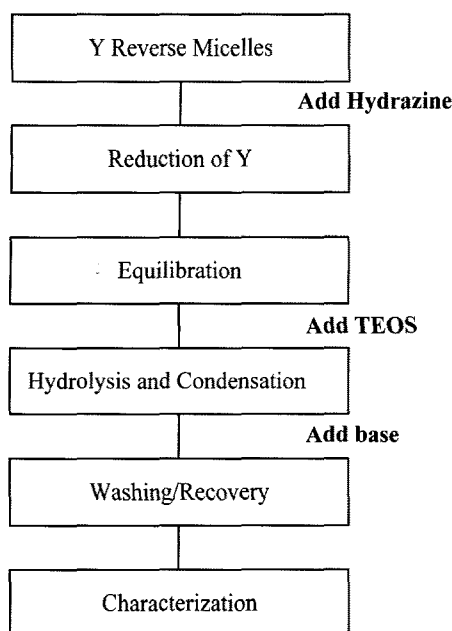 Y Reverse Micelles
Add Hydrazine
Reduction of Y
Equilibration
Add TEOS
Hydrolysis and Condensation
Add base
Washing/Recovery
Characterization